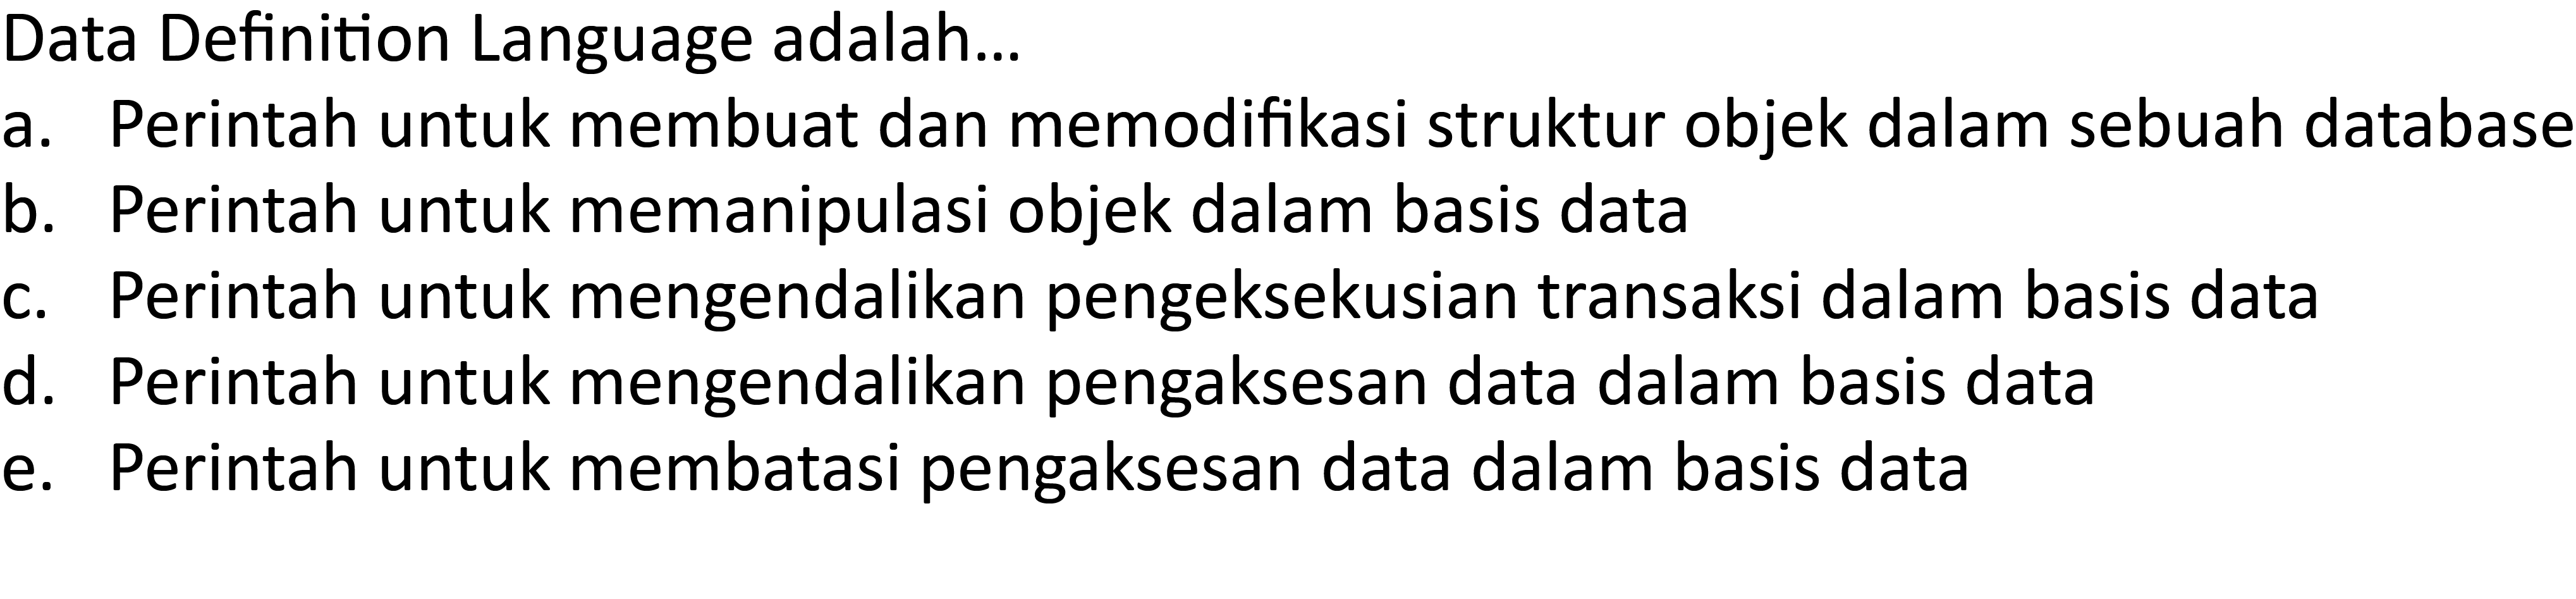 Data Definition Language adalah...
a. Perintah untuk membuat dan memodifikasi struktur objek dalam sebuah database
b. Perintah untuk memanipulasi objek dalam basis data
c. Perintah untuk mengendalikan pengeksekusian transaksi dalam basis data
d. Perintah untuk mengendalikan pengaksesan data dalam basis data
e. Perintah untuk membatasi pengaksesan data dalam basis data